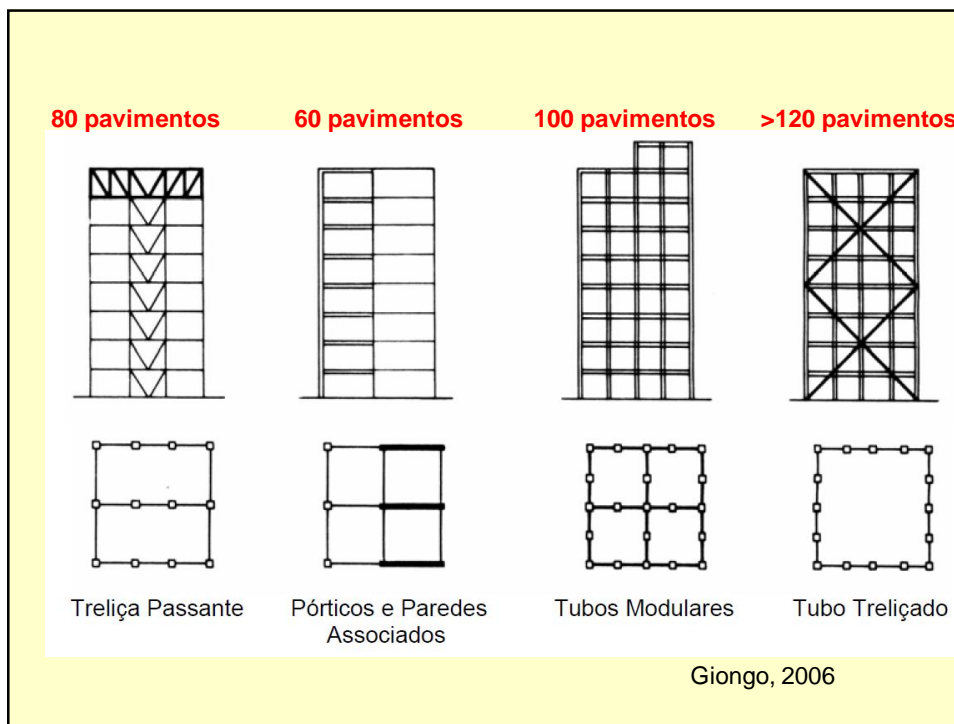 80 pavimentos
60 pavimentos
100 pavimentos
>120 pavimentos
Treliça Passante
Pórticos e Paredes
Associados
Tubos Modulares
Tubo Treliçado
Giongo, 2006